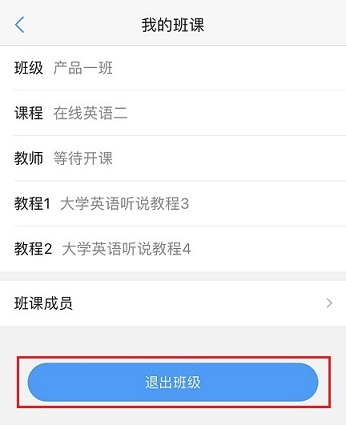 我的班课
班级 产品一班
课程 在线英语二
教师 等待开课
教程1 大学英语听说教程3
教程2 大学英语听说教程4
班课成员
退出班级